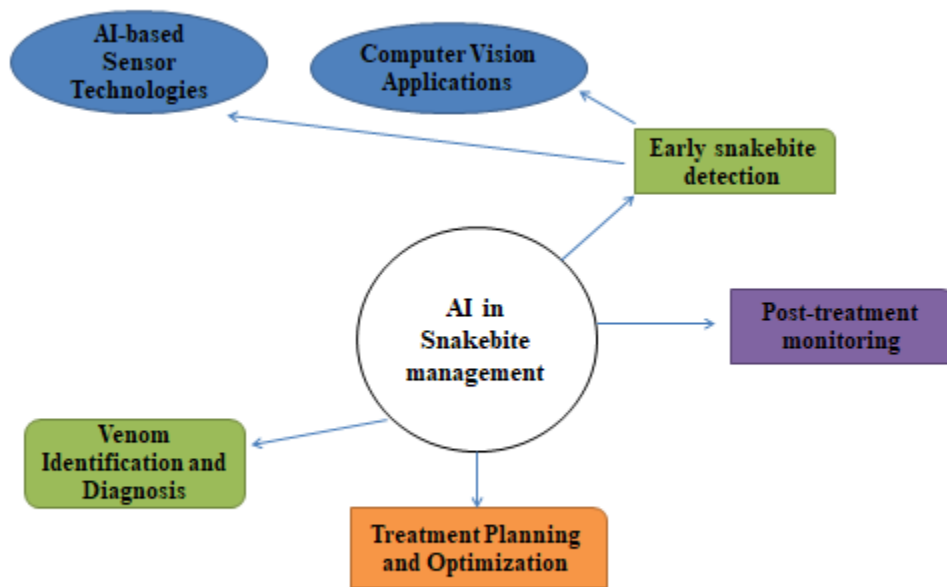 AI-based
Sensor
Technologies
Computer Vision
Applications
Early snakebite
detection
AI in
Snakebite
management
Post-treatment
monitoring
Venom
Identification and
Diagnosis
Treatment Planning
and Optimization